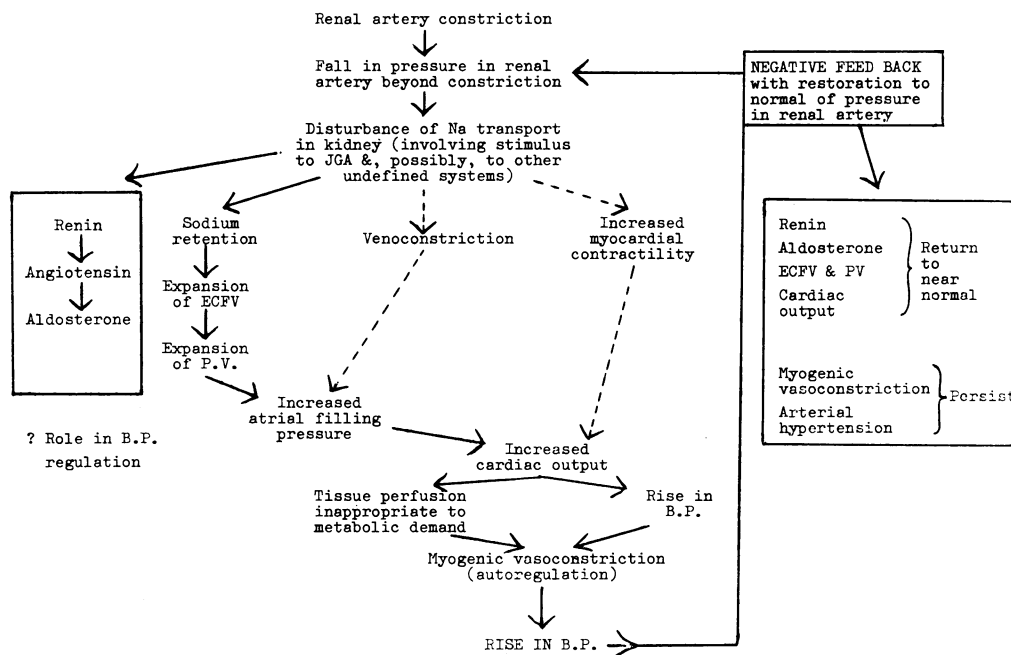 Renal artery constriction
Fall in pressure in renal
artery beyond constriction
NEGATIVE FEED BACK
with restoration to
normal of pressure
in renal artery
Disturbance of Na transport
in kidney (involving stimulus
to JGA &, possibly, to other
undefined systems)
Renin
Angiotensin
Aldosterone
? Role in B.P.
regulation
Sodium
retention
Expansion
of ECFV
Expansion
of P.V.
Venoconstriction
Increased
myocardial
contractility
Increased
atrial filling
pressure
Increased
cardiac output
Tissue perfusion
inappropriate to
metabolic demand
Rise in
B.P.
Myogenic vasoconstriction
(autoregulation)
RISE IN B.P.
Renin
Aldosterone
ECFV & PV
Cardiac
output
Return
to
near
normal
Myogenic
vasoconstriction
Arterial
hypertension
Persist